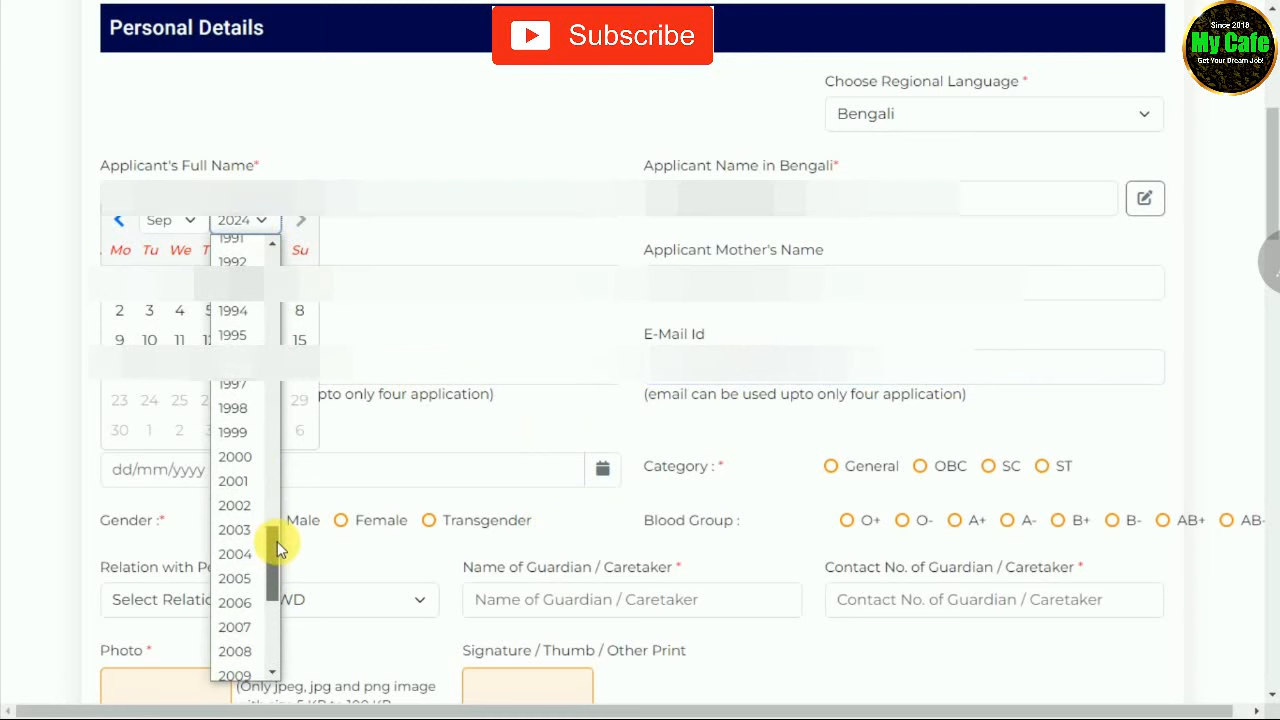 Personal Details
Subscribe
Since 2018
My Cafe
Get Your Dream Job!
Choose Regional Language *
Bengali
Applicant's Full Name*
Applicant Name in Bengali*
Sep
2024
Mo Tu We Su
Applicant Mother's Name
1991
1992
2 3 4 8
1994
9 10 11 15
1995
E-Mail Id
1997
upto only four application)
(email can be used upto only four application)
23 24 25 29
1998
30 1 2 6
1999
2000
2001
2002
2003
2004
2005
2006
2007
2008
2009
dd/mm/yyyy
Category : *
General OBC SC ST
Gender :*
Male Female Transgender
Blood Group :
O+ O- A+ A- B+ B- AB+ AB-
Relation with
Name of Guardian / Caretaker *
Contact No. of Guardian / Caretaker *
Select
Name of Guardian / Caretaker
Contact No. of Guardian / Caretaker
Photo *
Signature / Thumb / Other Print
(Only jpeg, jpg and png image